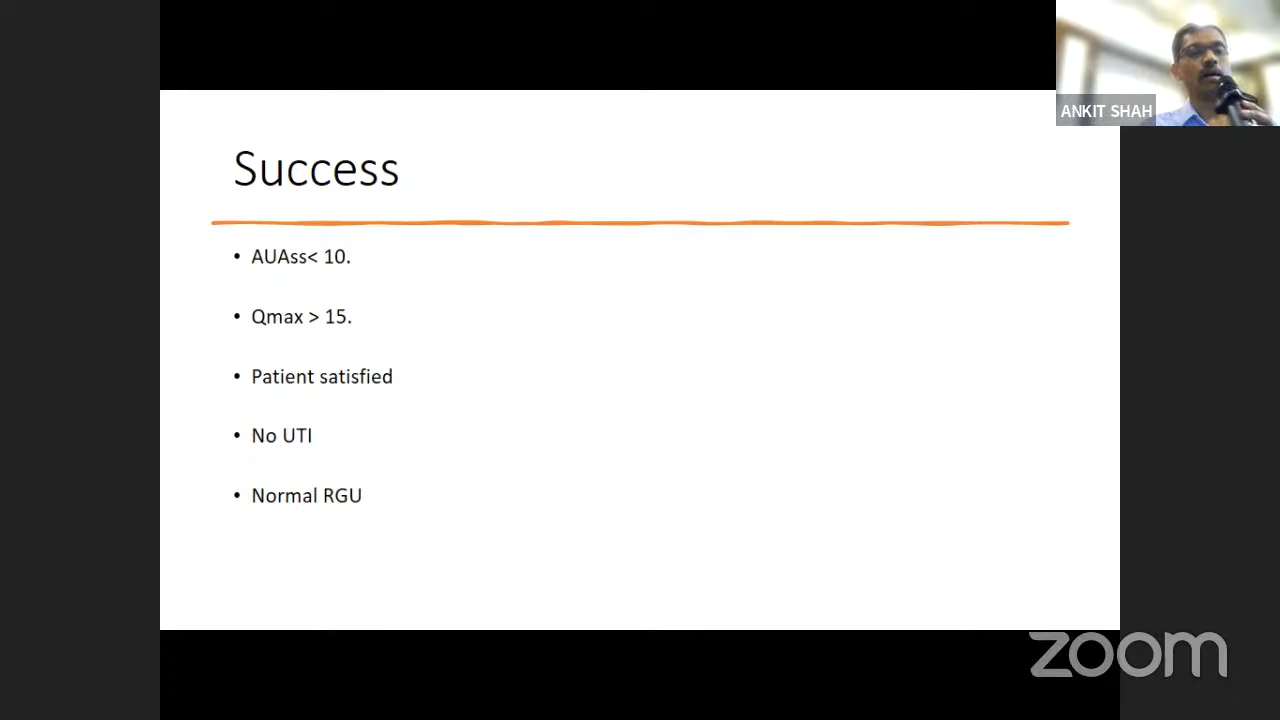 ANKIT SHAH
Success
• AUAss< 10.
• Qmax > 15.
• Patient satisfied
• No UTI
• Normal RGU
zoom